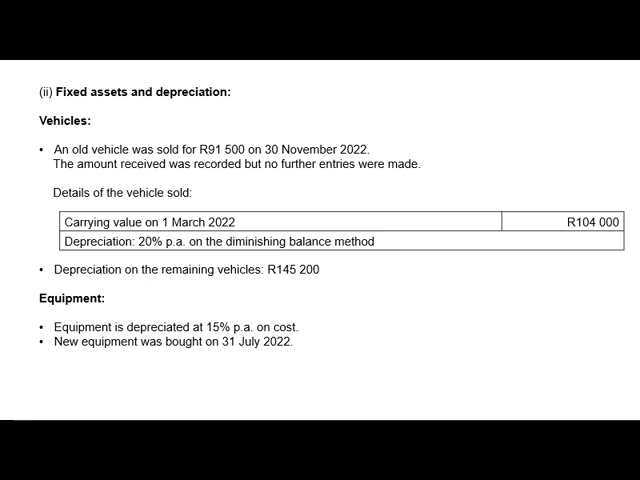 (ii) Fixed assets and depreciation:
Vehicles:
• An old vehicle was sold for R91 500 on 30 November 2022.
The amount received was recorded but no further entries were made.
Details of the vehicle sold:
Carrying value on 1 March 2022 R104 000
Depreciation: 20% p.a. on the diminishing balance method
• Depreciation on the remaining vehicles: R145 200
Equipment:
• Equipment is depreciated at 15% p.a. on cost.
• New equipment was bought on 31 July 2022.